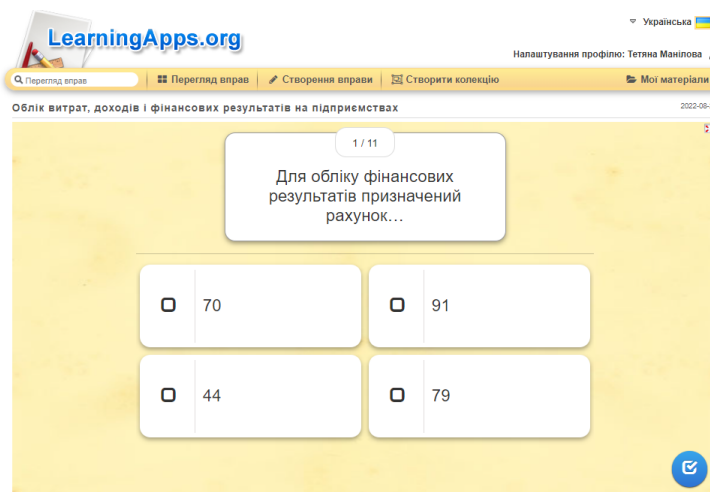 Українська
LearningApps.org
Налаштування профілю: Тетяна Манілова
Перегляд вправ
Перегляд вправ
Створення вправи
Створити колекцію
Мої матеріали
Облік витрат, доходів і фінансових результатів на підприємствах
2022-08-
1 / 11
Для обліку фінансових
результатів призначений
рахунок...
70
91
44
79